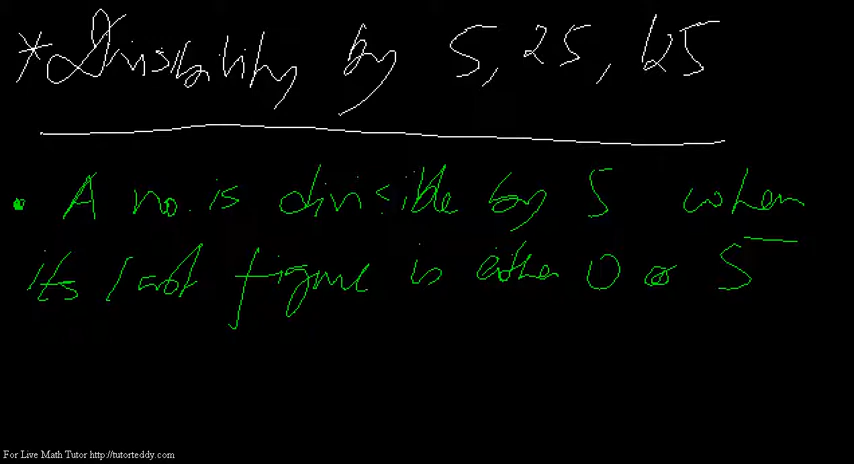 * Divisibility by 5, 25, 125
• A no. is divisible by 5 when
its last figure is either 0 or 5
For Live Math Tutor http://tutorteddy.com